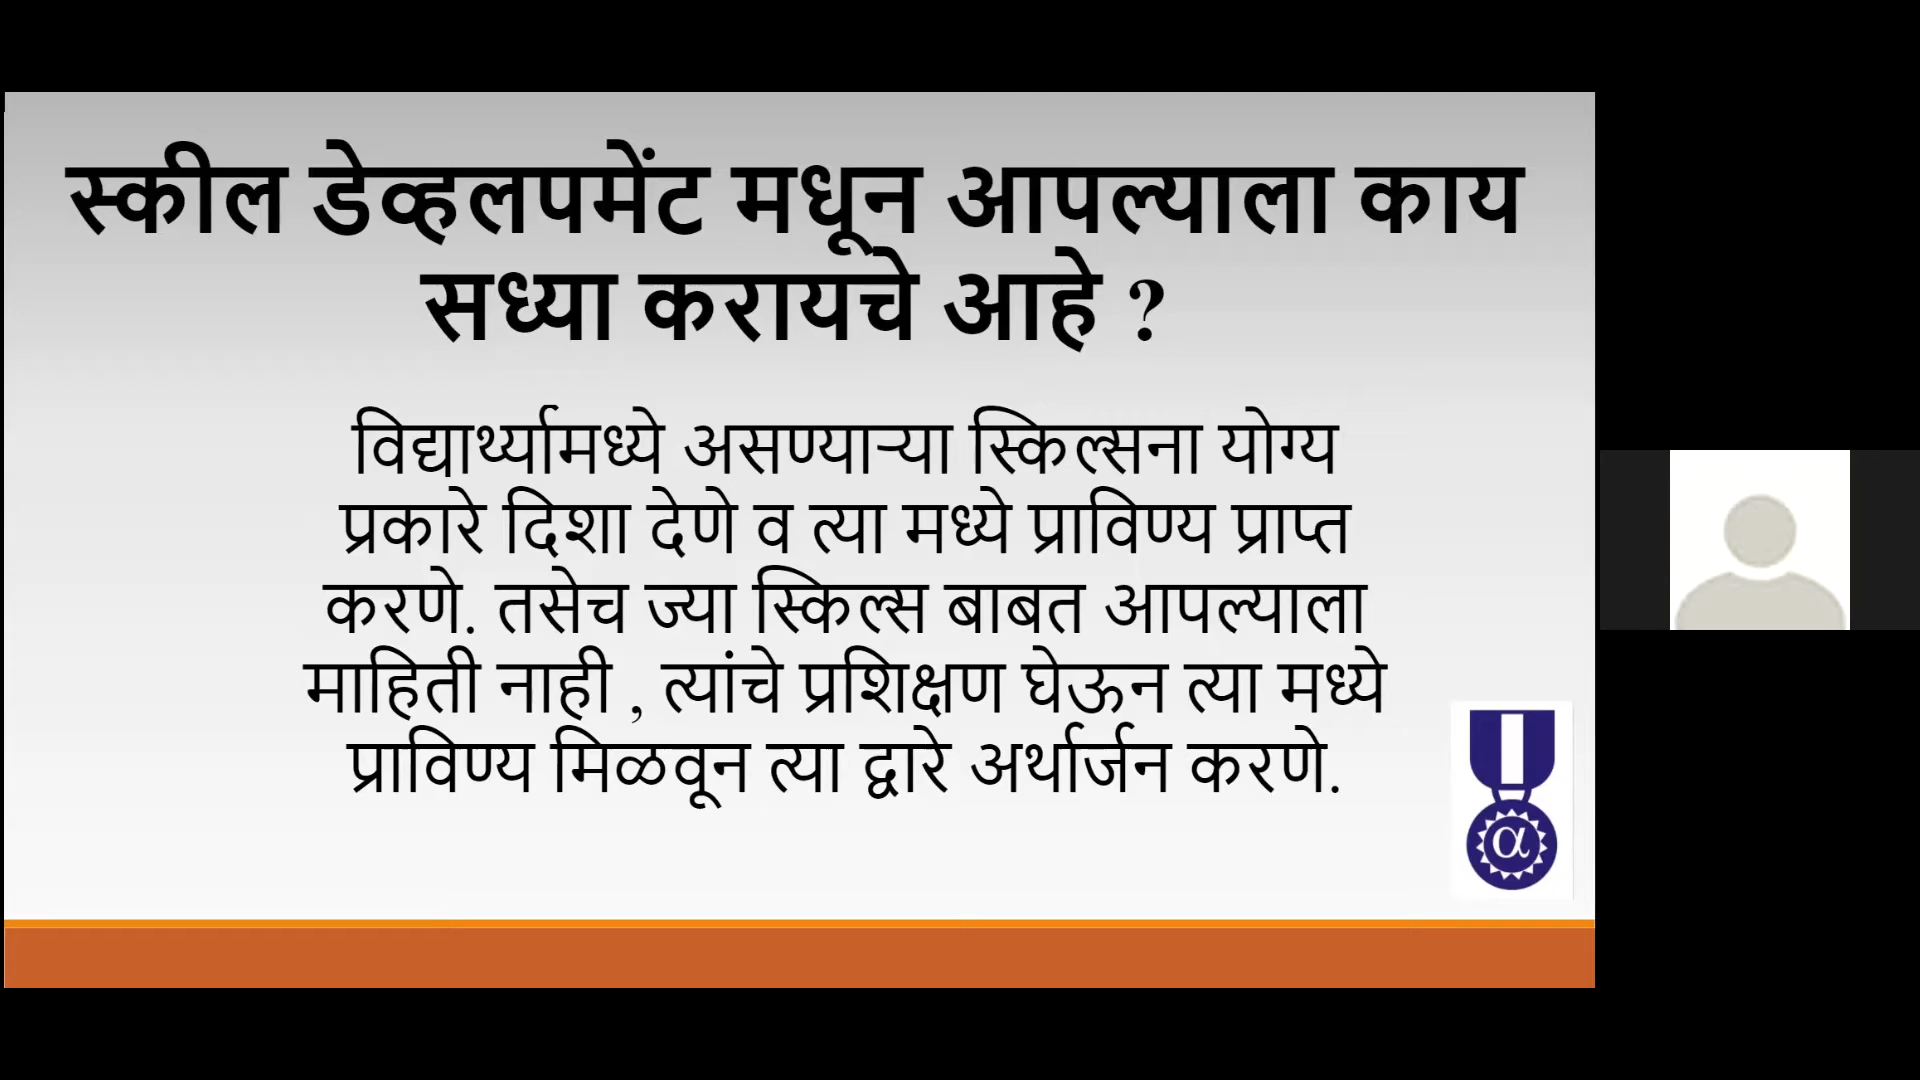 स्कील डेव्हलपमेंट मधून आपल्याला काय
सध्या करायचे आहे ?
विद्यार्थ्यामध्ये असण्याऱ्या स्किल्सना योग्य
प्रकारे दिशा देणे व त्या मध्ये प्राविण्य प्राप्त
करणे. तसेच ज्या स्किल्स बाबत आपल्याला
माहिती नाही , त्यांचे प्रशिक्षण घेऊन त्या मध्ये
प्राविण्य मिळवून त्या द्वारे अर्थार्जन करणे.
α